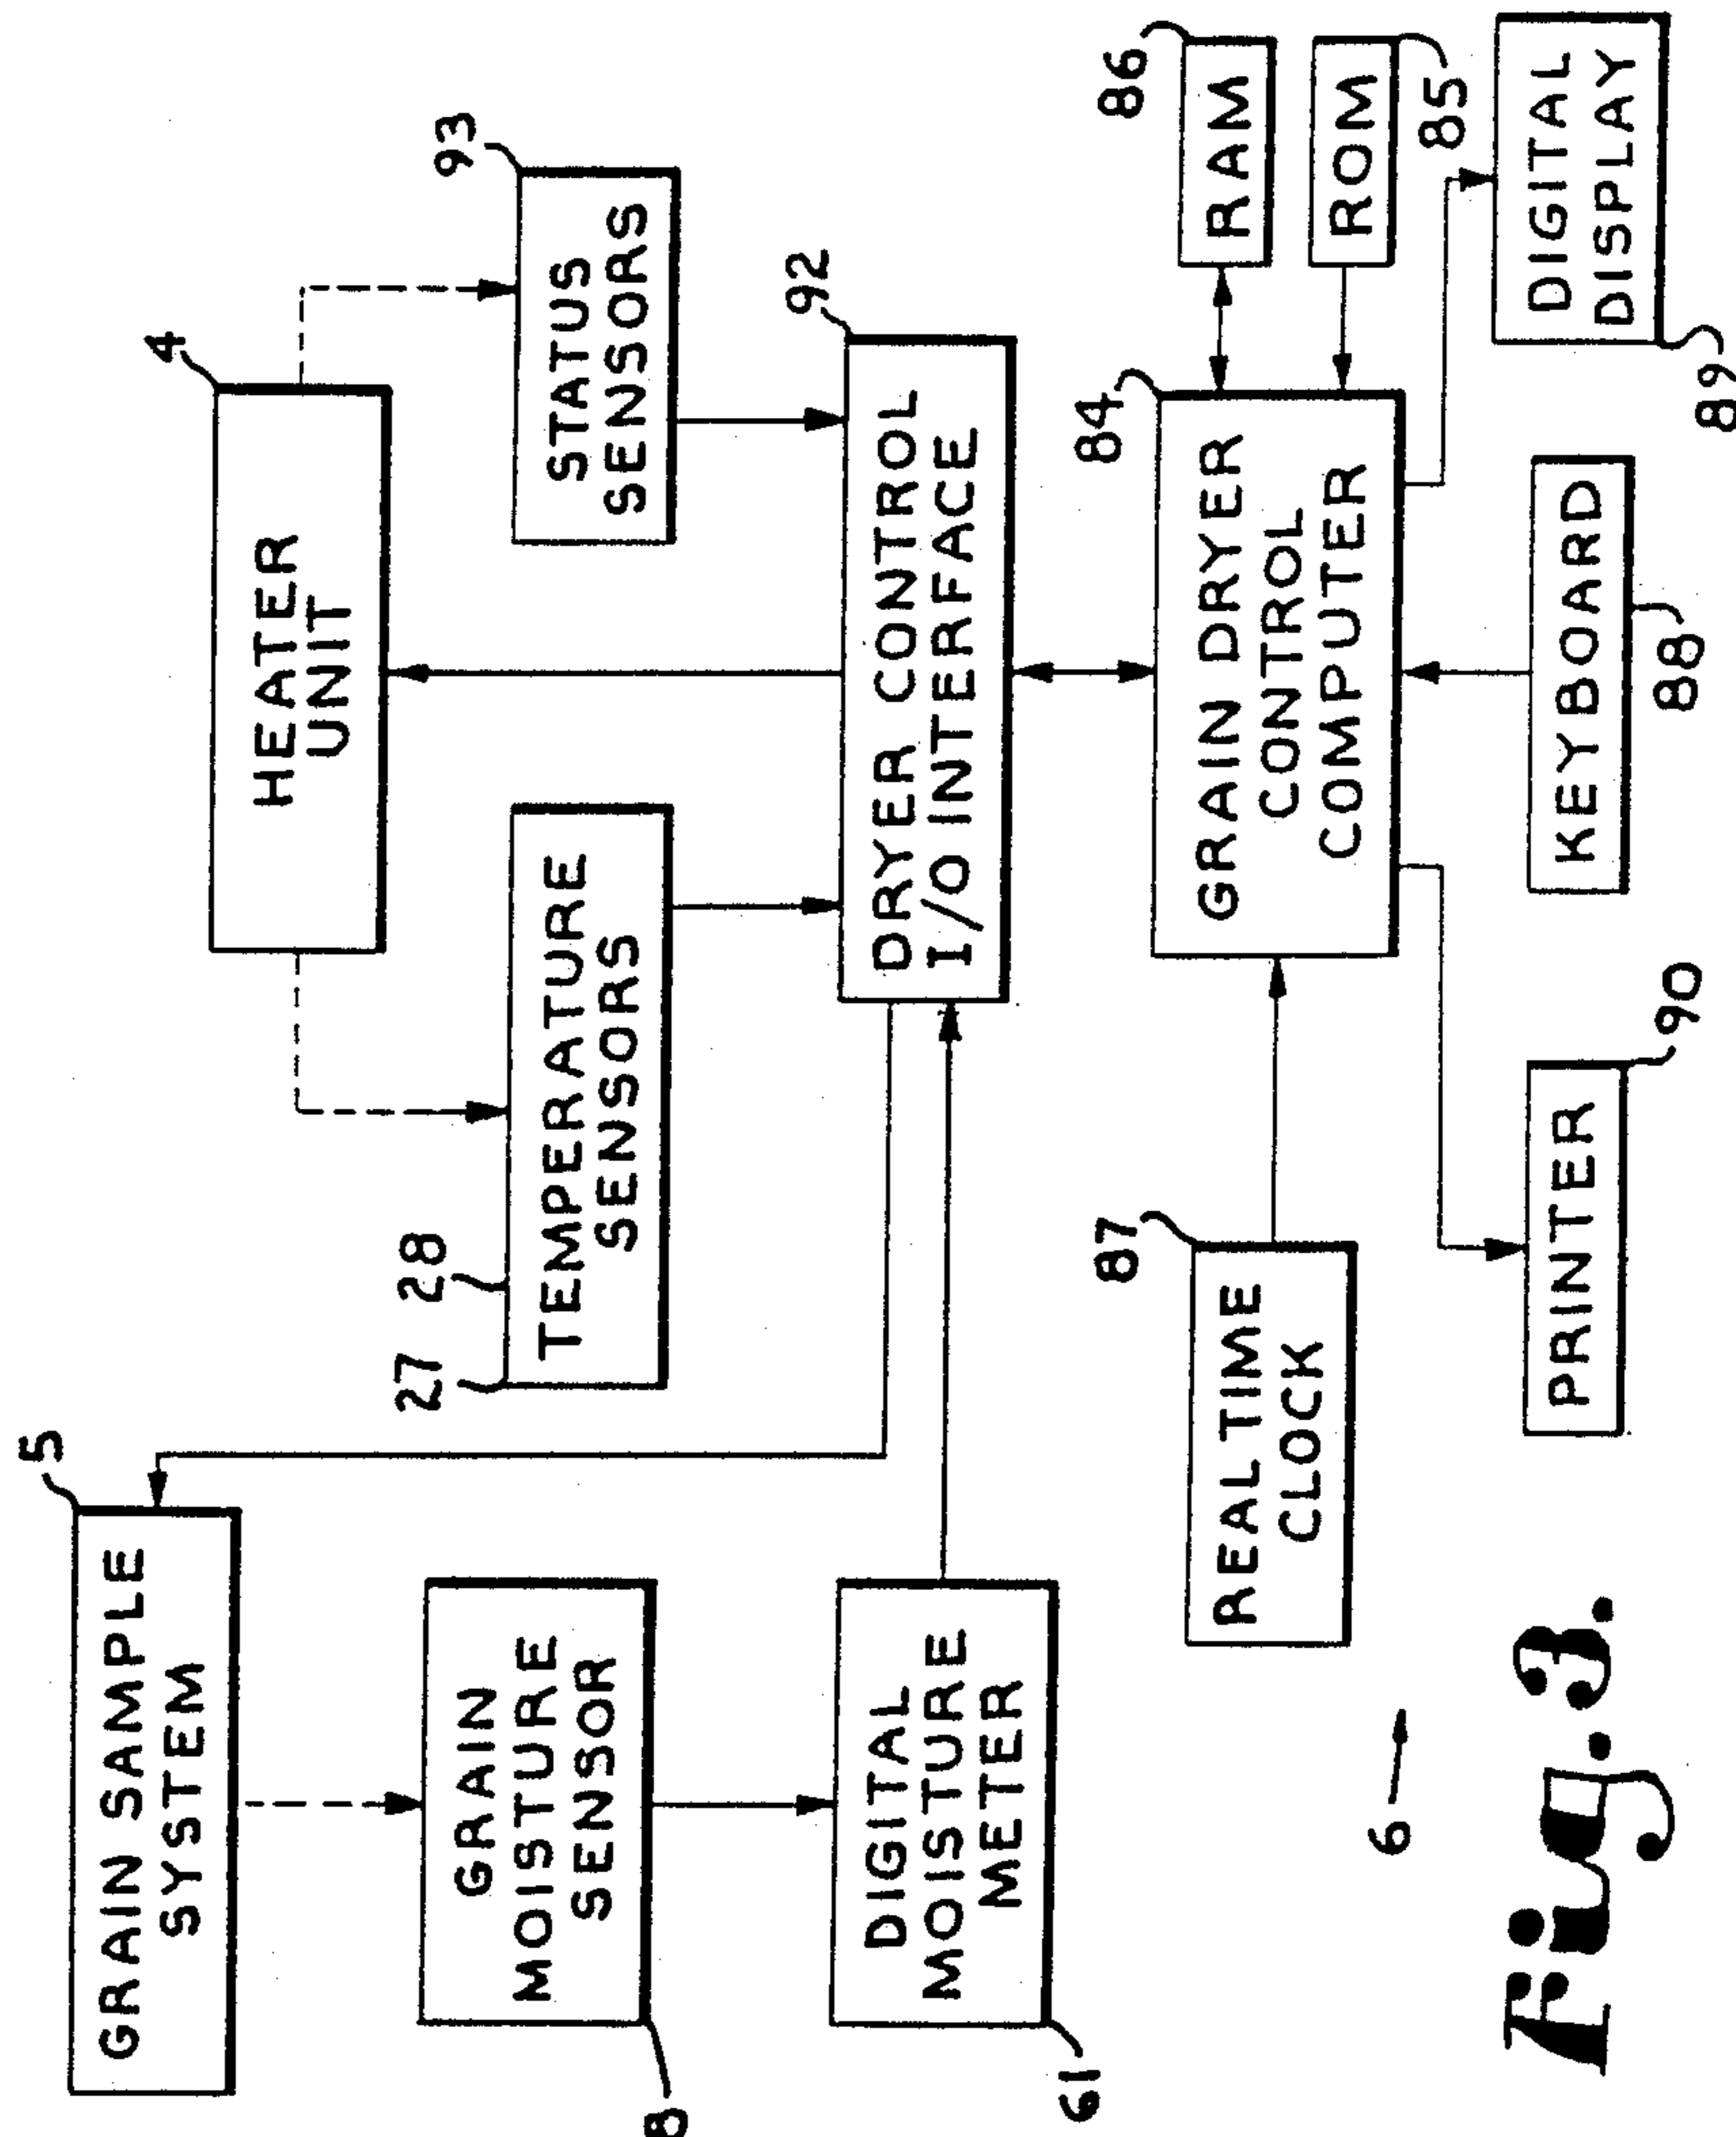 5
GRAIN SAMPLE
SYSTEM
4
HEATER
UNIT
27
28
TEMPERATURE
SENSORS
93
STATUS
SENSORS
8
GRAIN
MOISTURE
SENSOR
61
DIGITAL
MOISTURE
METER
92
DRYER CONTROL
I/O INTERFACE
87
REAL TIME
CLOCK
84
GRAIN DRYER
CONTROL
COMPUTER
86
RAM
ROM
85
PRINTER
90
KEYBOARD
88
DIGITAL
DISPLAY
89
6
Fig. 3.